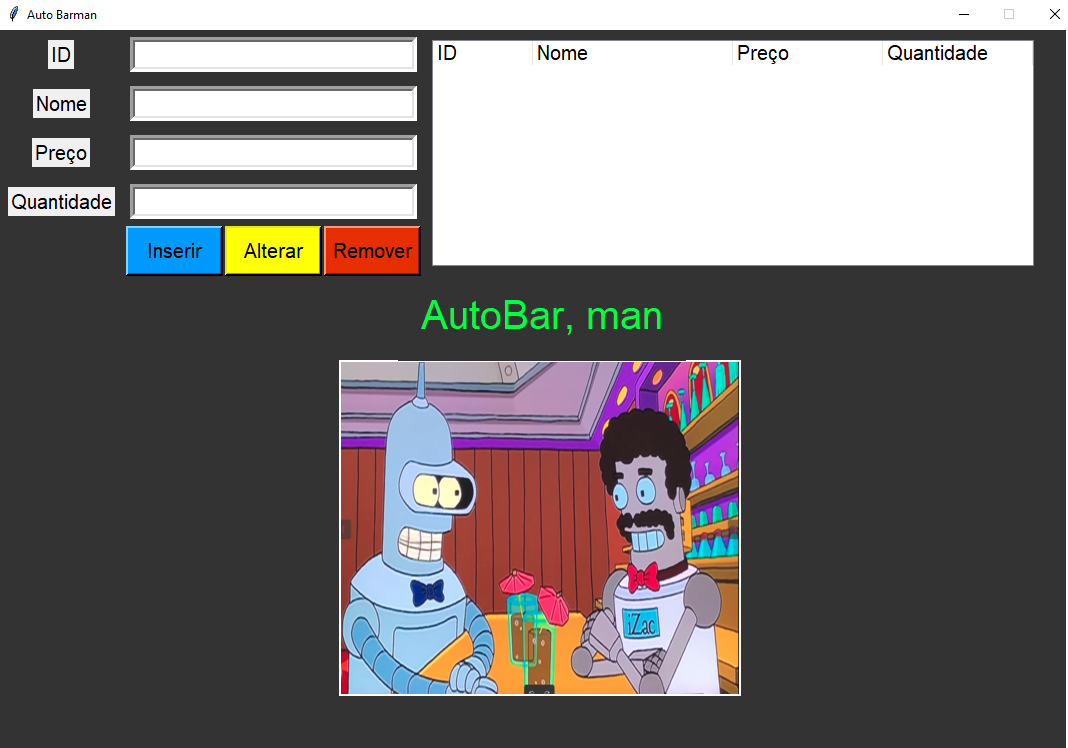 Auto Barman
ID
Nome
Preço
Quantidade
Inserir Alterar Remover
ID Nome Preço Quantidade
AutoBar, man
iZac